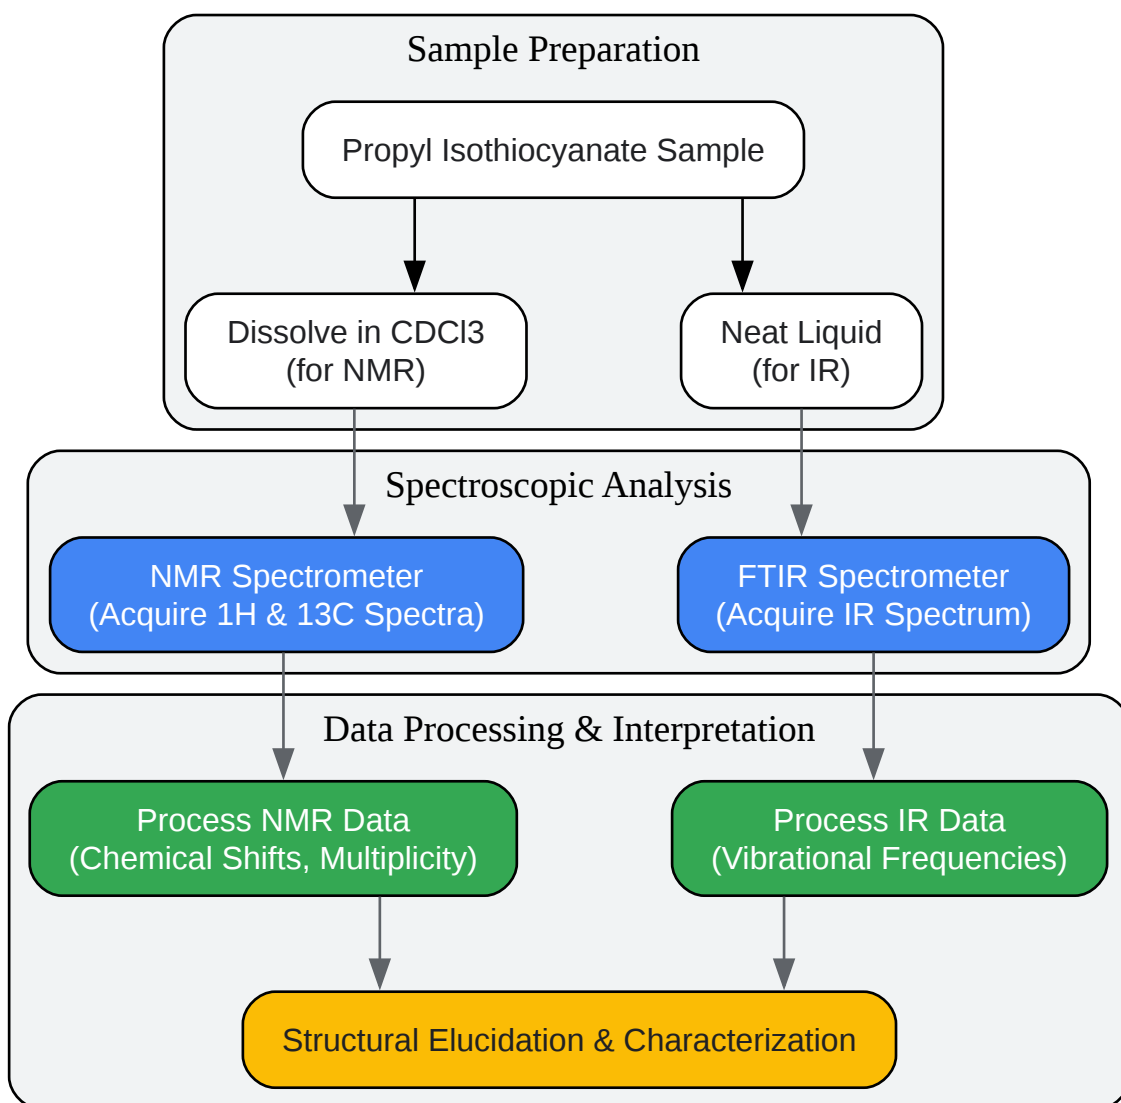 Sample Preparation
Propyl Isothiocyanate Sample
Dissolve in CDCl3
(for NMR)
Neat Liquid
(for IR)
Spectroscopic Analysis
NMR Spectrometer
(Acquire 1H & 13C Spectra)
FTIR Spectrometer
(Acquire IR Spectrum)
Data Processing & Interpretation
Process NMR Data
(Chemical Shifts, Multiplicity)
Process IR Data
(Vibrational Frequencies)
Structural Elucidation & Characterization